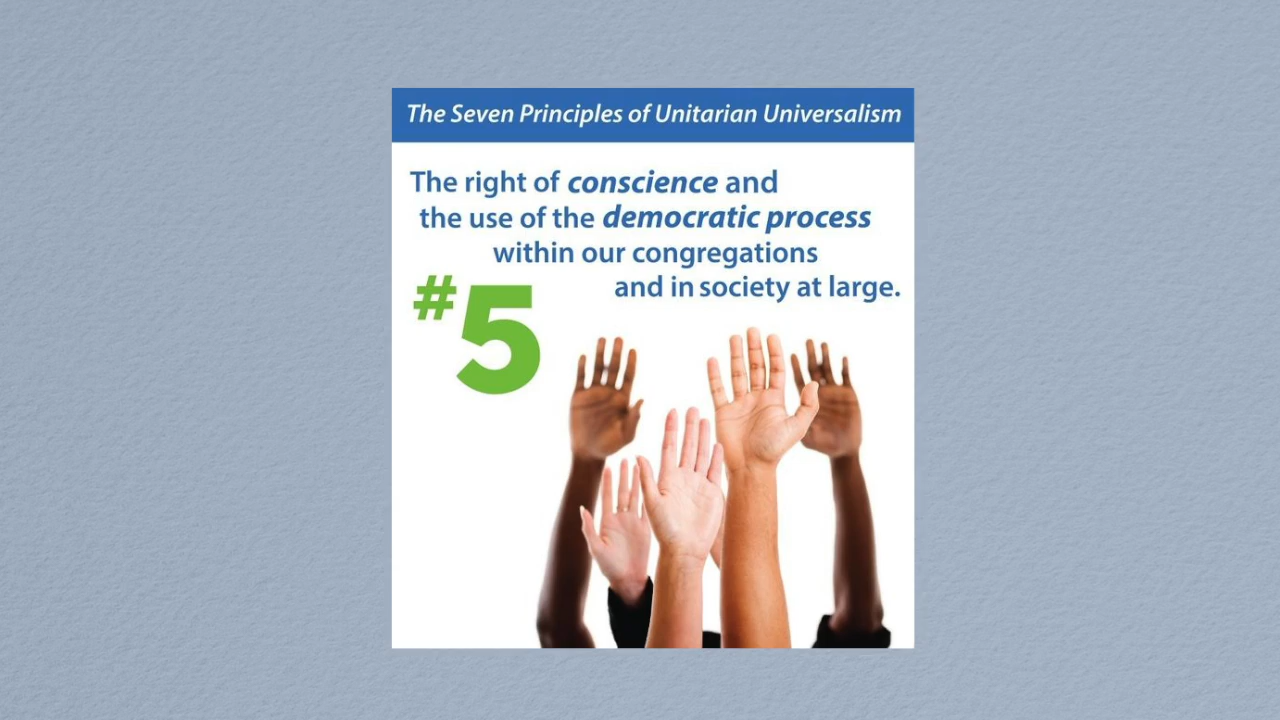 The Seven Principles of Unitarian Universalism
The right of conscience and
the use of the democratic process
within our congregations
and in society at large.
#5